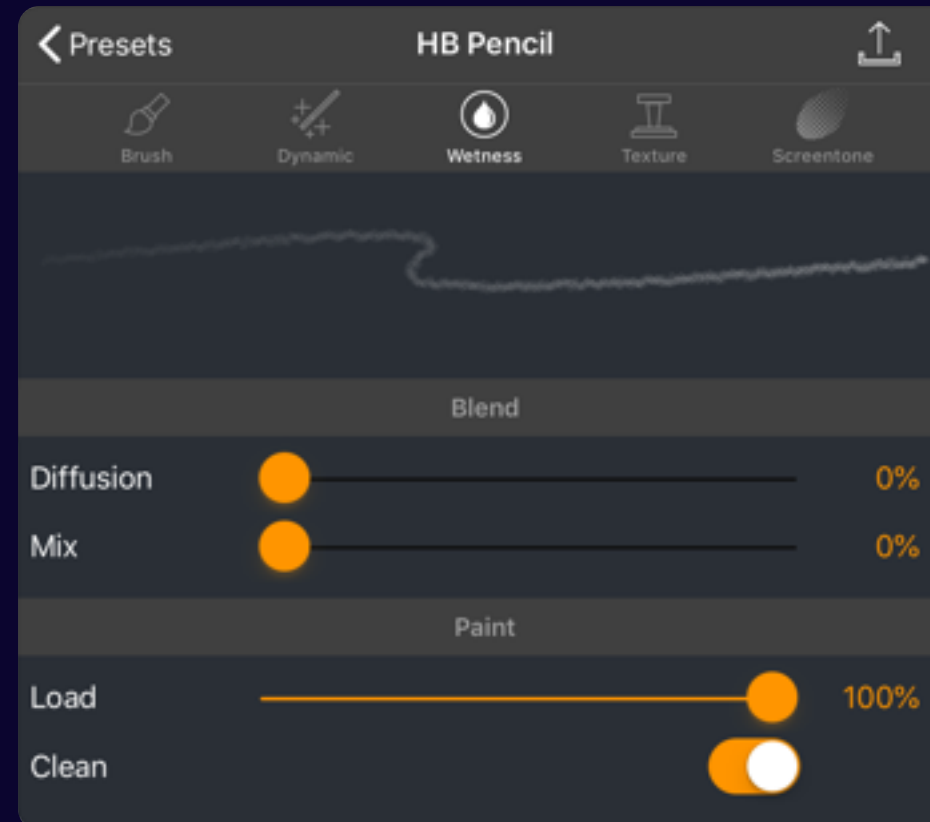 Presets HB Pencil
Brush Dynamic Wetness Texture Screentone
Blend
Diffusion 0%
Mix 0%
Paint
Load 100%
Clean